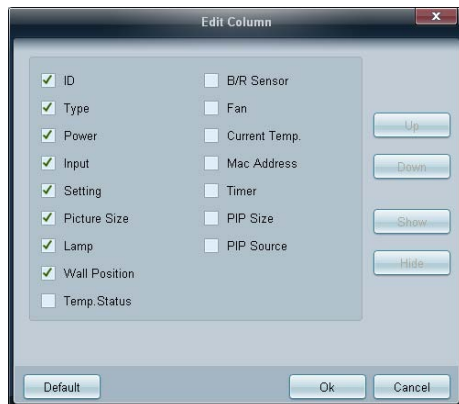 Edit Column
ID
Type
Power
Input
Setting
Picture Size
Lamp
Wall Position
Temp.Status
B/R Sensor
Fan
Current Temp.
Mac Address
Timer
PIP Size
PIP Source
Up
Down
Show
Hide
Default
Ok
Cancel